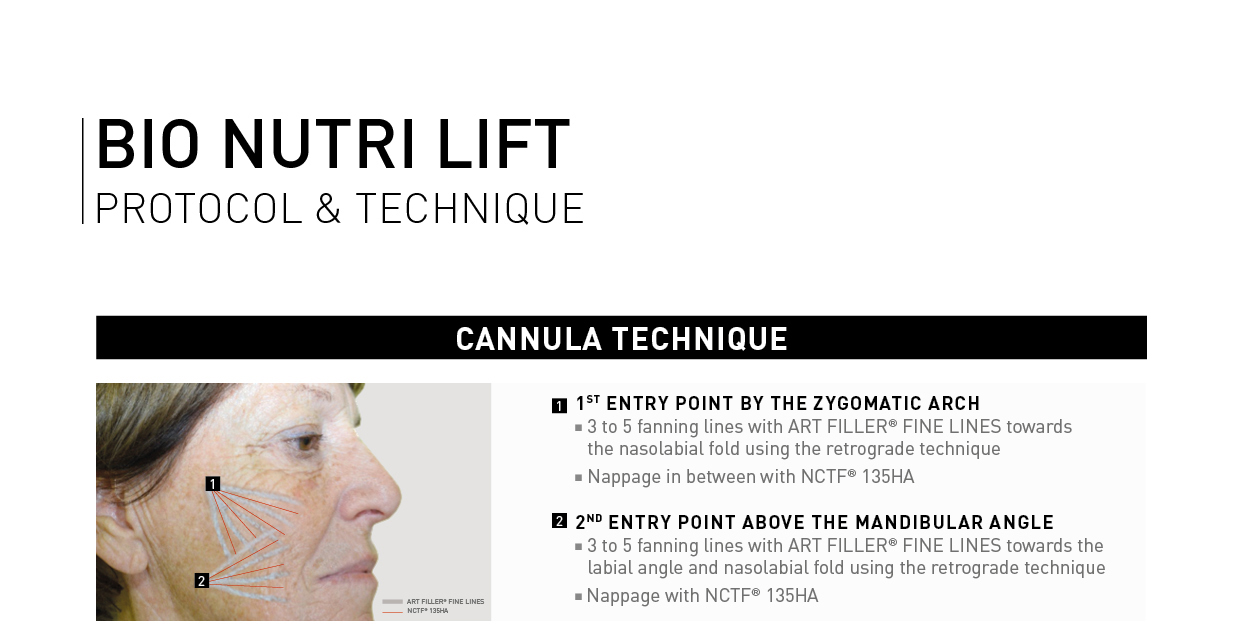 BIO NUTRI LIFT
PROTOCOL & TECHNIQUE
CANNULA TECHNIQUE
1 1ST ENTRY POINT BY THE ZYGOMATIC ARCH
▪ 3 to 5 fanning lines with ART FILLER® FINE LINES towards
the nasolabial fold using the retrograde technique
▪ Nappage in between with NCTF® 135HA
2 2ND ENTRY POINT ABOVE THE MANDIBULAR ANGLE
▪ 3 to 5 fanning lines with ART FILLER® FINE LINES towards the
labial angle and nasolabial fold using the retrograde technique
▪ Nappage with NCTF® 135HA
1
2
ART FILLER® FINE LINES
NCTF® 135HA